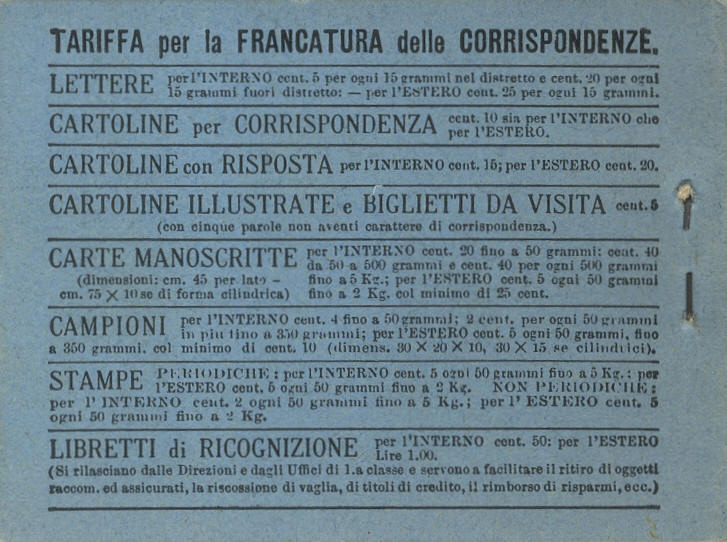 TARIFFA per la FRANCATURA delle CORRISPONDENZE.
LETTERE per l'INTERNO cent. 5 per ogni 15 grammi nel distretto e cent. 20 per ogni
15 grammi fuori distretto: — per l'ESTERO cent. 25 per ogni 15 grammi.
CARTOLINE per CORRISPONDENZA cent. 10 sia per l'INTERNO che
per l'ESTERO.
CARTOLINE con RISPOSTA per l'INTERNO cent. 15; per l'ESTERO cent. 20.
CARTOLINE ILLUSTRATE e BIGLIETTI DA VISITA cent. 5
(con cinque parole non aventi carattere di corrispondenza.)
CARTE MANOSCRITTE per l'INTERNO cent. 20 fino a 50 grammi: cent. 40
da 50 a 500 grammi e cent. 40 per ogni 500 grammi
(dimensioni: cm. 45 per lato - fino a 5 Kg.; per l'ESTERO cent. 5 ogni 50 grammi
cm. 75 × 10 se di forma cilindrica) fino a 2 Kg. col minimo di 25 cent.
CAMPIONI per l'INTERNO cent. 4 fino a 50 grammi; 2 cent. per ogni 50 grammi
in più fino a 350 grammi; per l'ESTERO cent. 5 ogni 50 grammi, fino
a 350 grammi, col minimo di cent. 10 (dimens. 30 × 20 × 10, 30 × 15 se cilindrici).
STAMPE PERIODICHE: per l'INTERNO cent. 5 ogni 50 grammi fino a 5 Kg.: per
l'ESTERO cent. 5 ogni 50 grammi fino a 2 Kg. NON PERIODICHE:
per l'INTERNO cent. 2 ogni 50 grammi fino a 5 Kg.; per l'ESTERO cent. 5
ogni 50 grammi fino a 2 Kg.
LIBRETTI di RICOGNIZIONE per l'INTERNO cent. 50: per l'ESTERO
Lire 1.00.
(Si rilasciano dalle Direzioni e dagli Uffici di 1.a classe e servono a facilitare il ritiro di oggetti
raccom. ed assicurati, la riscossione di vaglia, di titoli di credito, il rimborso di risparmi, ecc.)